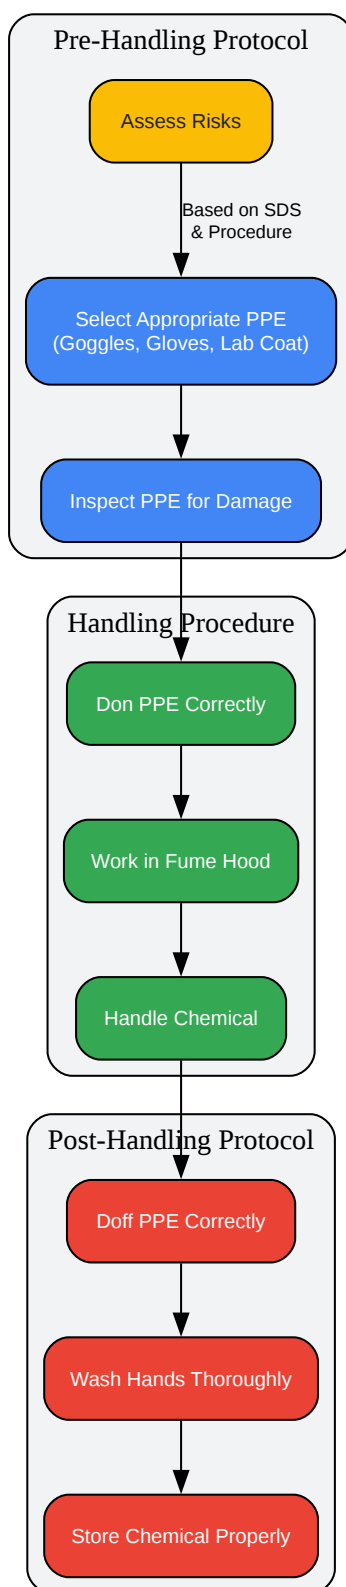 Pre-Handling Protocol
Assess Risks
Based on SDS
& Procedure
Select Appropriate PPE
(Goggles, Gloves, Lab Coat)
Inspect PPE for Damage
Handling Procedure
Don PPE Correctly
Work in Fume Hood
Handle Chemical
Post-Handling Protocol
Doff PPE Correctly
Wash Hands Thoroughly
Store Chemical Properly